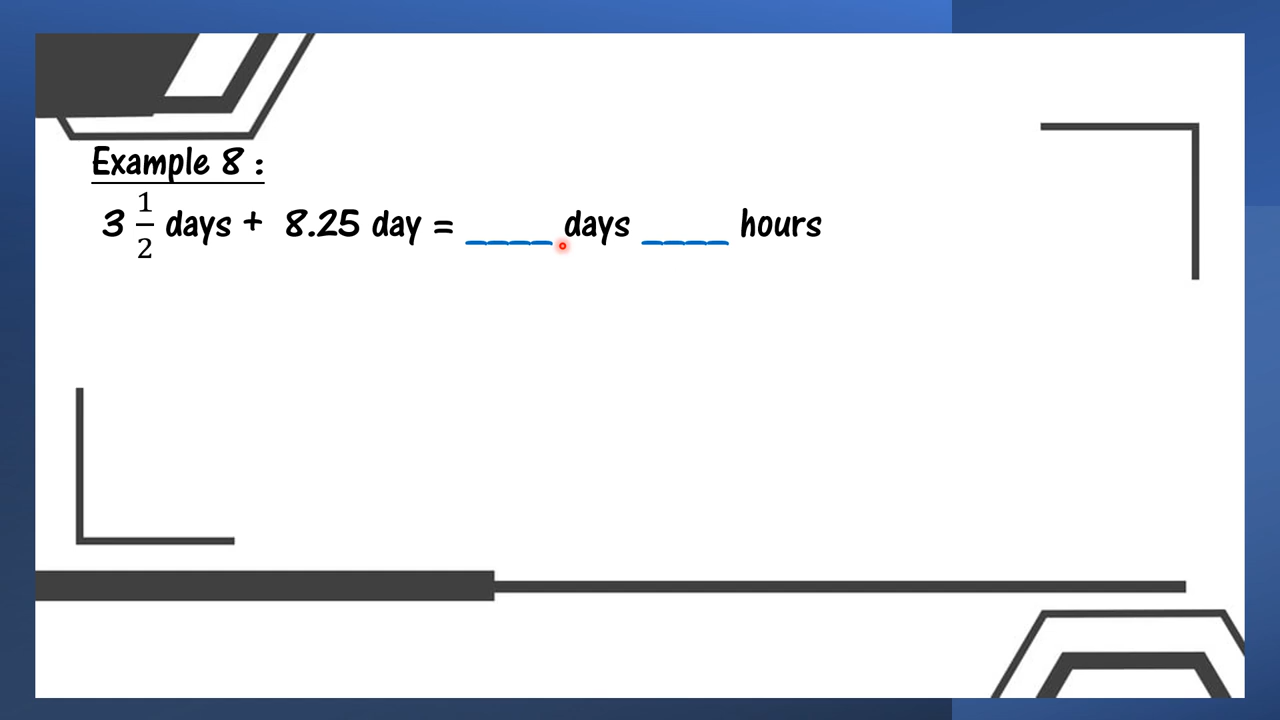 Example 8 :
3 1/2 days + 8.25 day = ____ days ____ hours